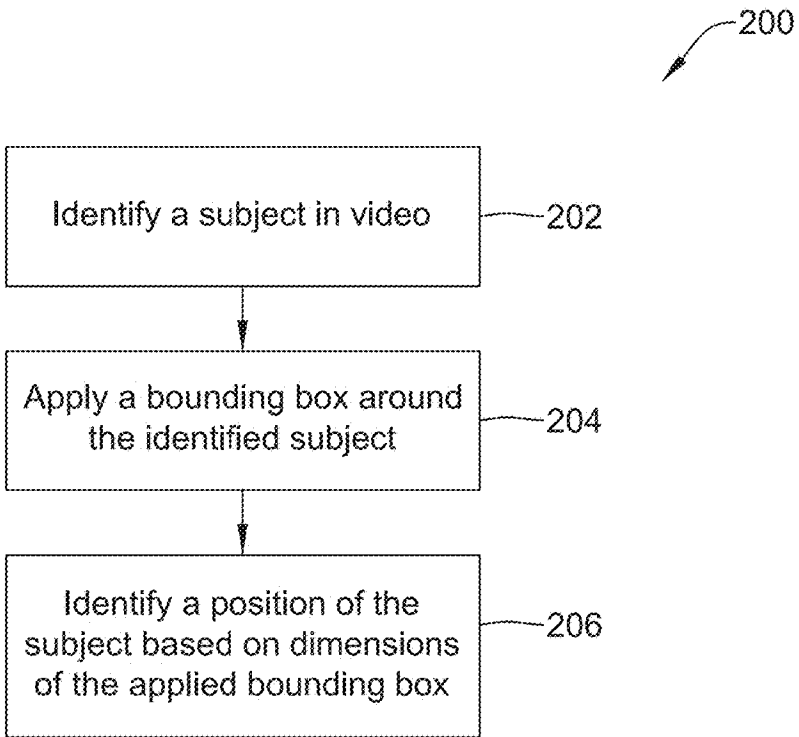 200
Identify a subject in video
202
Apply a bounding box around
the identified subject
204
Identify a position of the
subject based on dimensions
of the applied bounding box
206